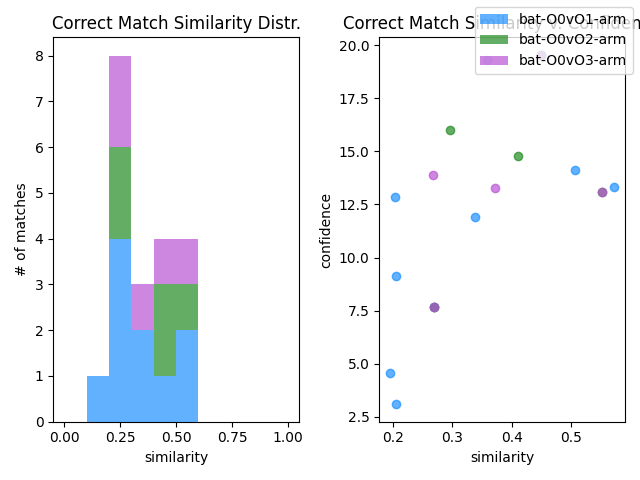 Correct Match Similarity Distr.
8
7
6
5
4
3
2
1
0
# of matches
0.00 0.25 0.50 0.75 1.00
similarity
Correct Match Similarity v. Confiden
bat-O0vO1-arm
bat-O0vO2-arm
bat-O0vO3-arm
20.0
17.5
15.0
12.5
10.0
7.5
5.0
2.5
confidence
0.2 0.3 0.4 0.5
similarity